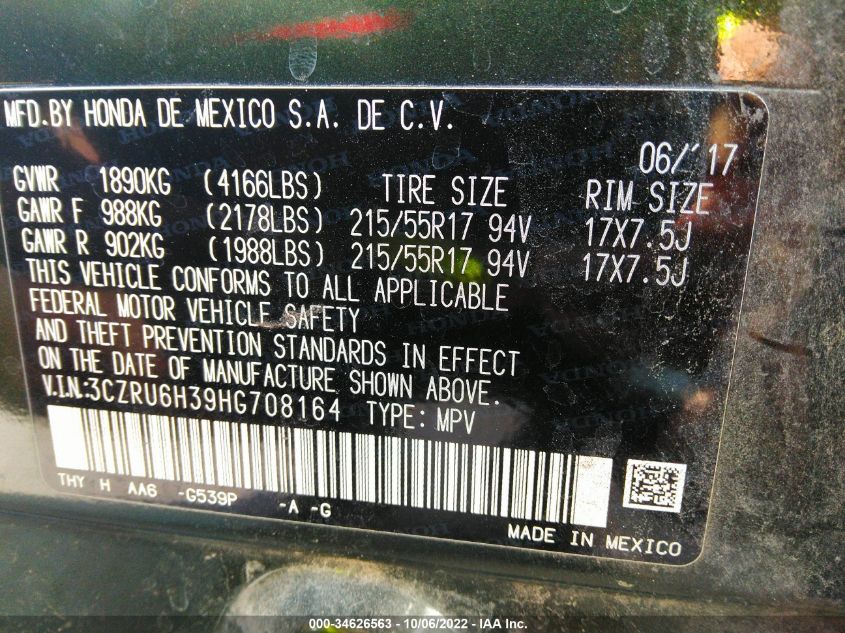 MFD.BY HONDA DE MEXICO S.A. DE C.V.
06/'17
GVWR 1890KG (4166LBS) TIRE SIZE RIM SIZE
GAWR F 988KG (2178LBS) 215/55R17 94V 17X7.5J
GAWR R 902KG (1988LBS) 215/55R17 94V 17X7.5J
THIS VEHICLE CONFORMS TO ALL APPLICABLE
FEDERAL MOTOR VEHICLE SAFETY
AND THEFT PREVENTION STANDARDS IN EFFECT
ON THE DATE OF MANUFACTURE SHOWN ABOVE.
V.I.N:3CZRU6H39HG708164 TYPE: MPV
THY H AA6 -G539P -A -G
MADE IN MEXICO
000-34626563 - 10/06/2022 - IAA Inc.